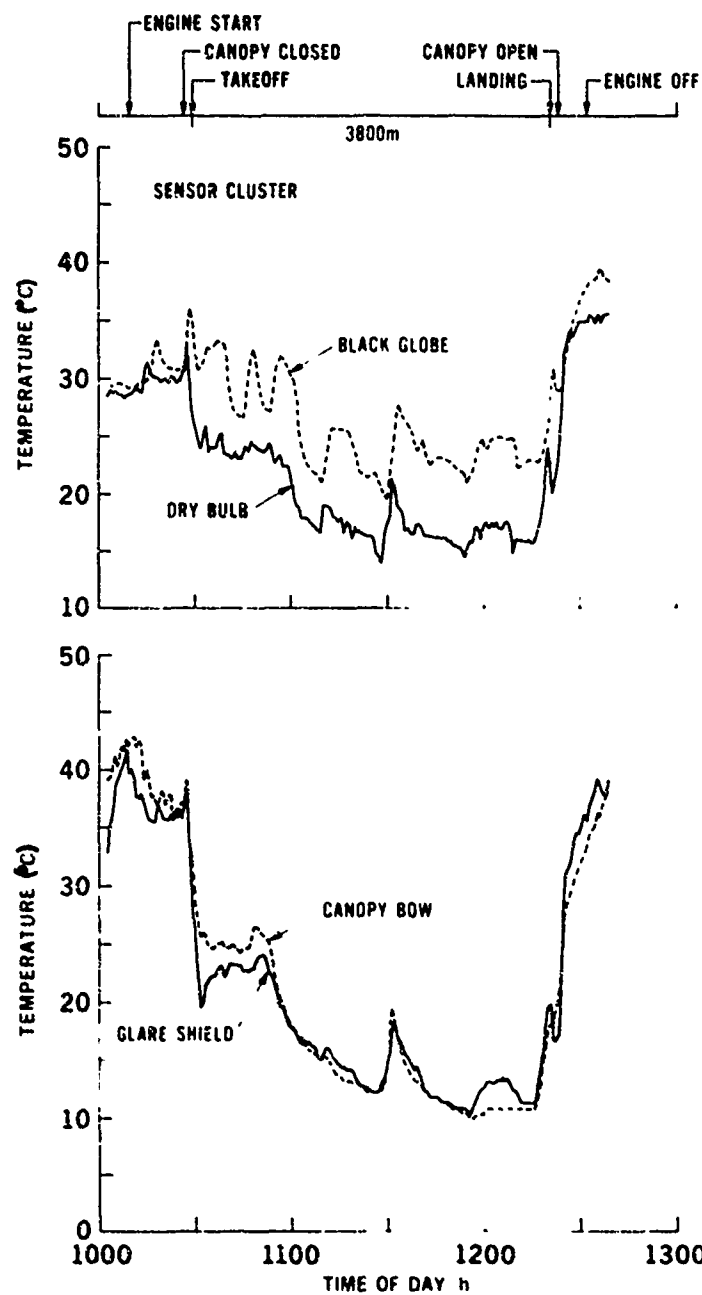 ENGINE START
CANOPY CLOSED
CANOPY OPEN
TAKEOFF
LANDING
ENGINE OFF
3800m
50
SENSOR CLUSTER
40
BLACK GLOBE
30
TEMPERATURE (°C)
20
DRY BULB
10
50
40
CANOPY BOW
30
TEMPERATURE (°C)
20
GLARE SHIELD
10
0
1000
1100
1200
1300
TIME OF DAY h